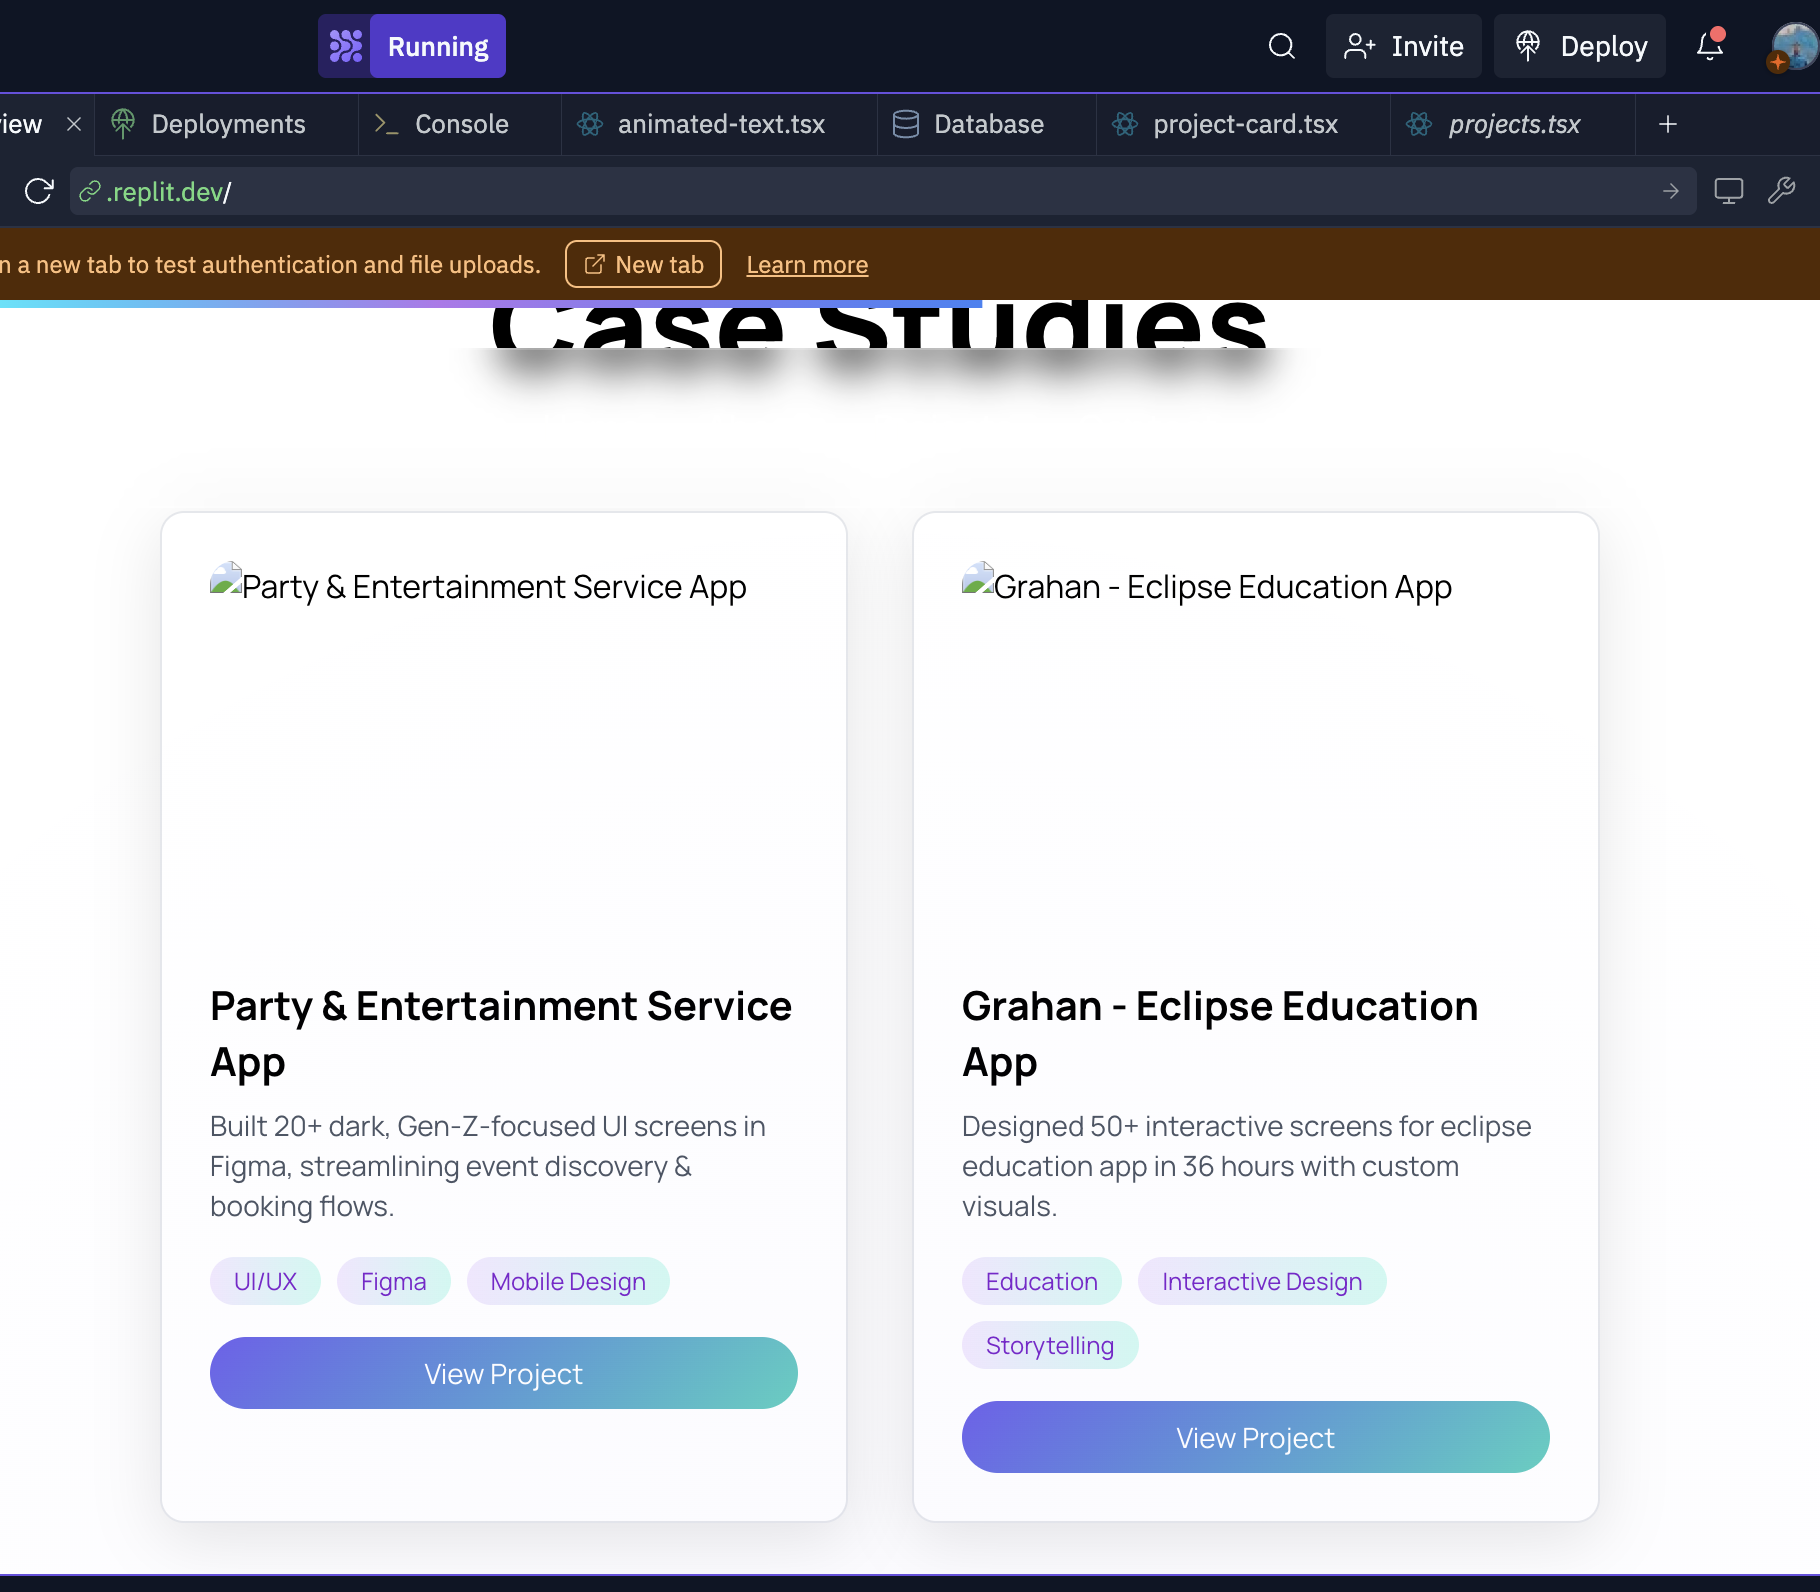 Running
Invite
Deploy
Deployments
Console
animated-text.tsx
Database
project-card.tsx
projects.tsx
.replit.dev/
a new tab to test authentication and file uploads.
New tab
Learn more
Case Studies
Party & Entertainment Service App
Grahan - Eclipse Education App
Party & Entertainment Service
App
Built 20+ dark, Gen-Z-focused UI screens in
Figma, streamlining event discovery &
booking flows.
UI/UX
Figma
Mobile Design
View Project
Grahan - Eclipse Education
App
Designed 50+ interactive screens for eclipse
education app in 36 hours with custom
visuals.
Education
Interactive Design
Storytelling
View Project